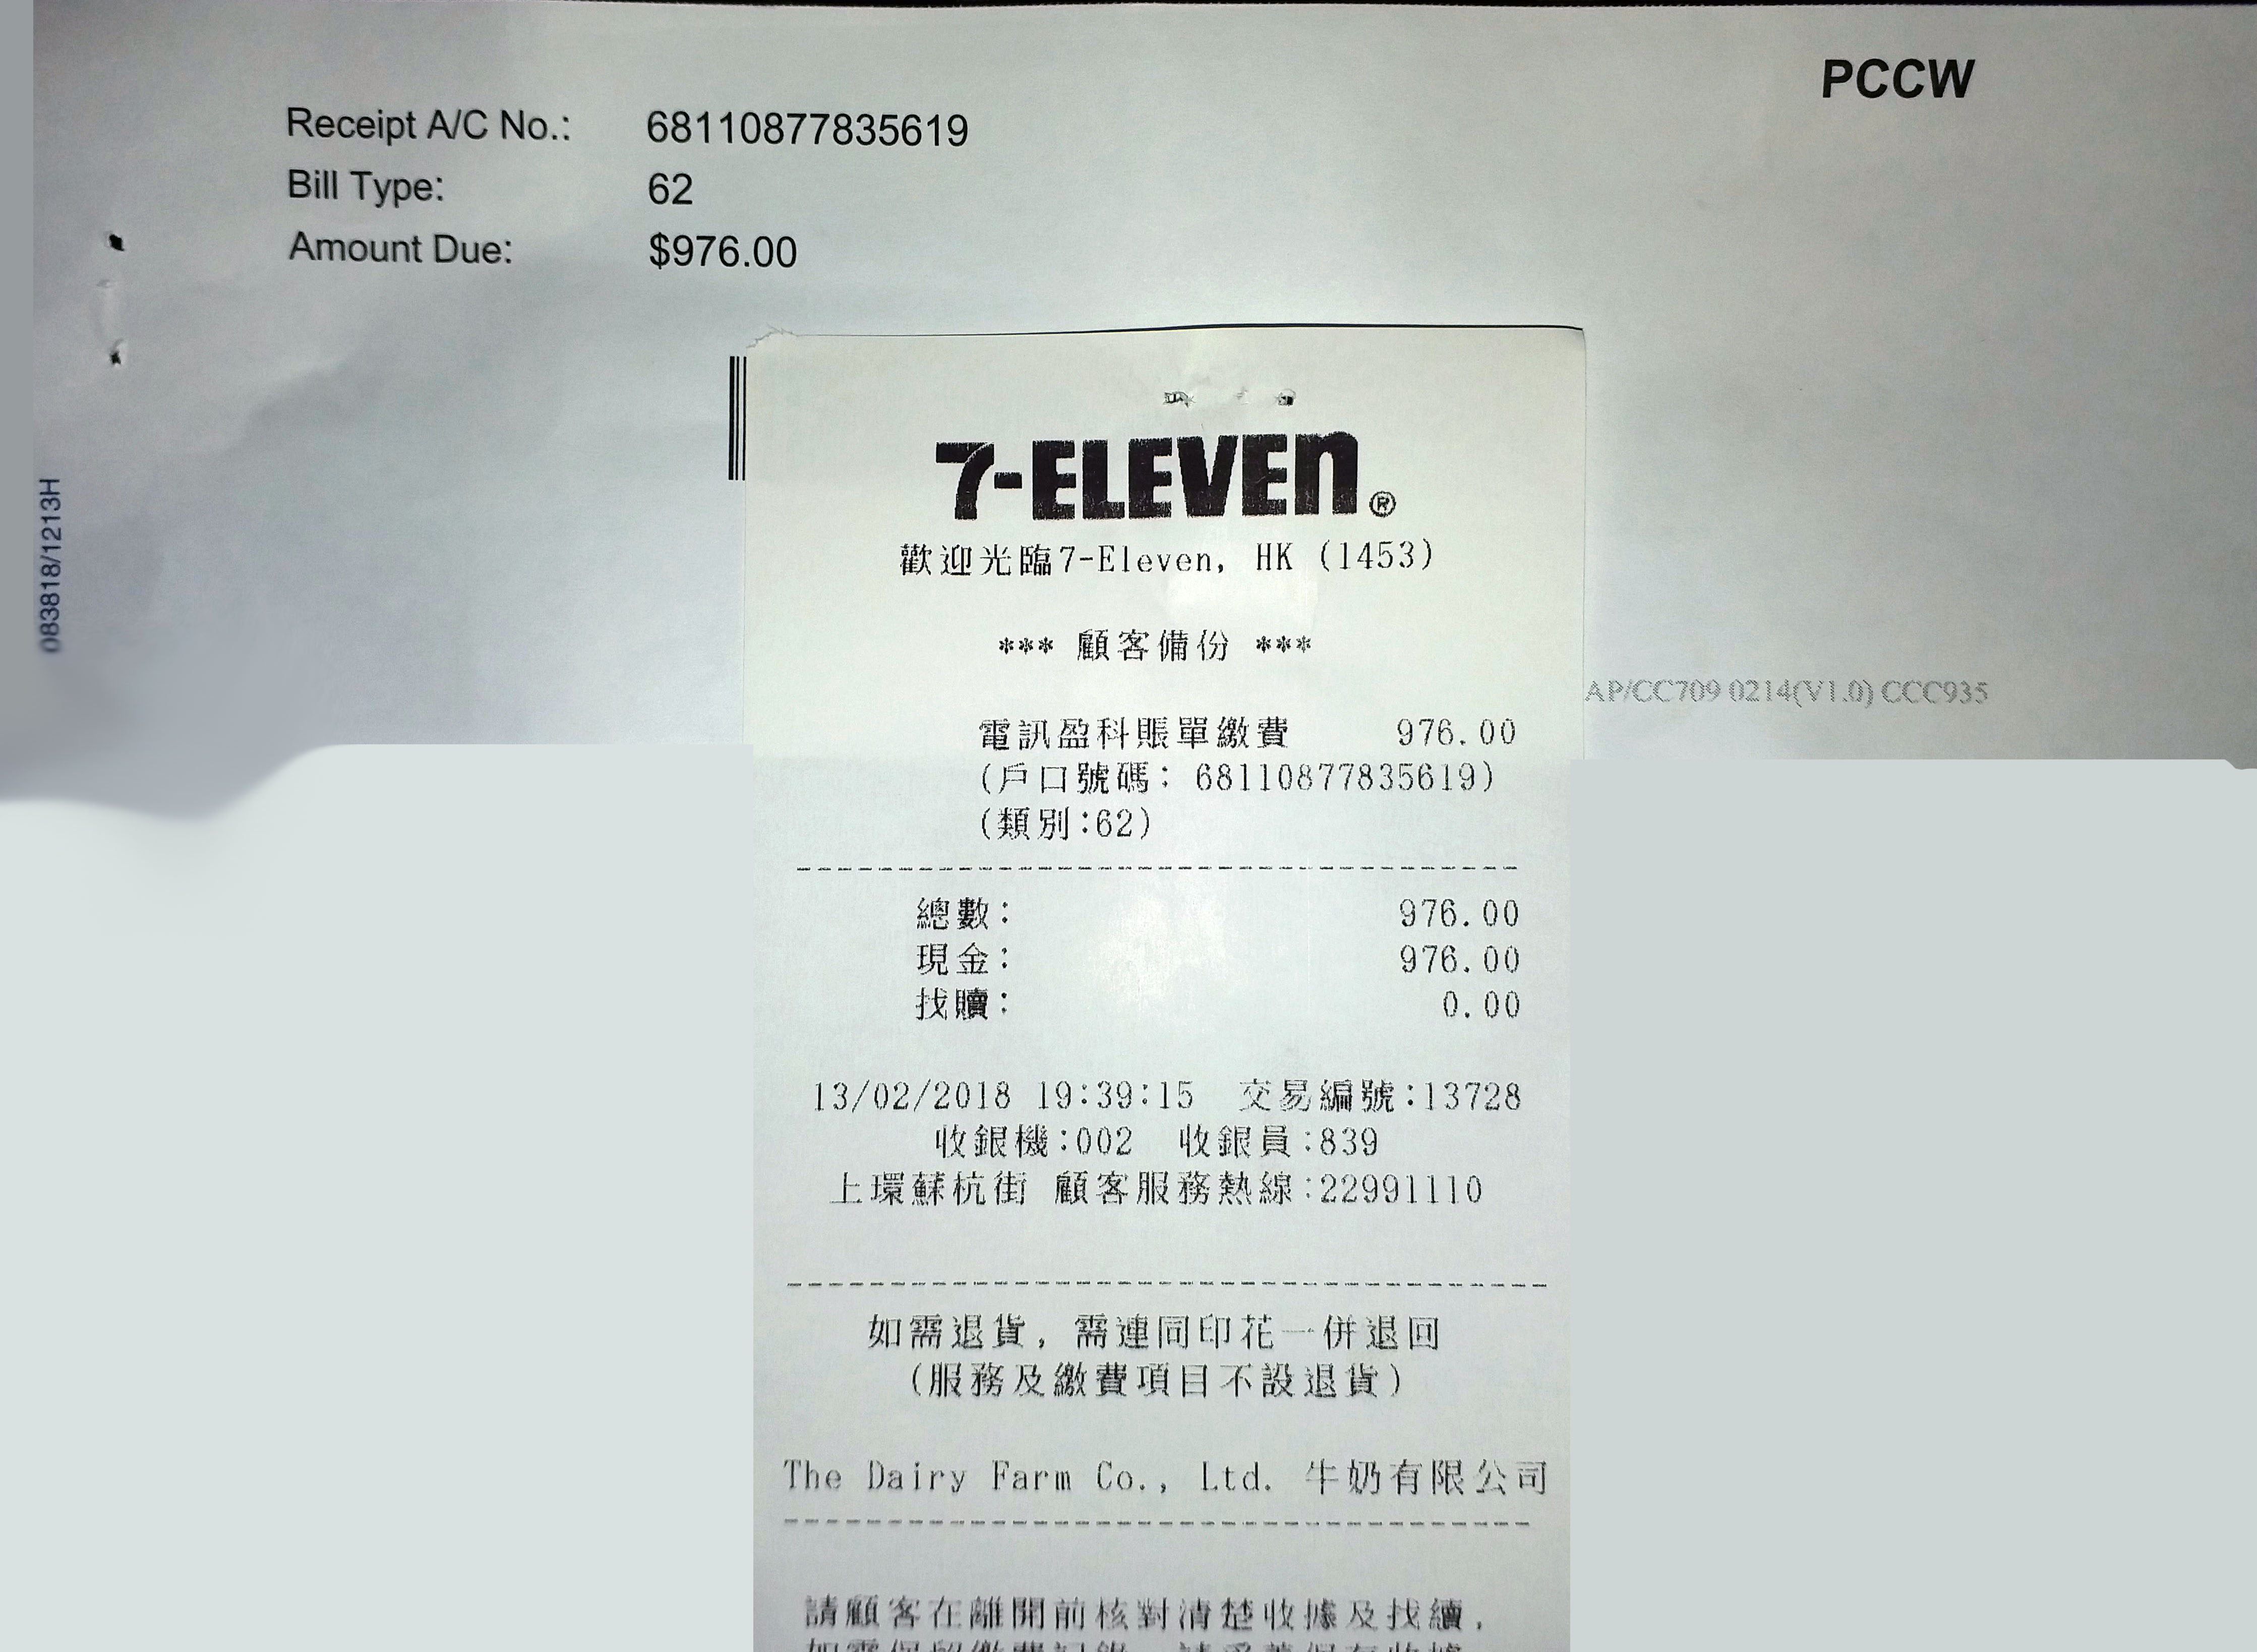 PCCW
Receipt A/C No.: 68110877835619
Bill Type: 62
Amount Due: $976.00
083818/1213H
7-ELEVEn®
歡迎光臨7-Eleven, HK (1453)
*** 顧客備份 ***
AP/CC709 0214(V1.0) CCC935
電訊盈科賬單繳費 976.00
(戶口號碼: 68110877835619)
(類別:62)
總數: 976.00
現金: 976.00
找贖: 0.00
13/02/2018 19:39:15 交易編號:13728
收銀機:002 收銀員:839
上環蘇杭街 顧客服務熱線:22991110
如需退貨, 需連同印花一併退回
(服務及繳費項目不設退貨)
The Dairy Farm Co., Ltd. 牛奶有限公司
請顧客在離開前核對清楚收據及找續,